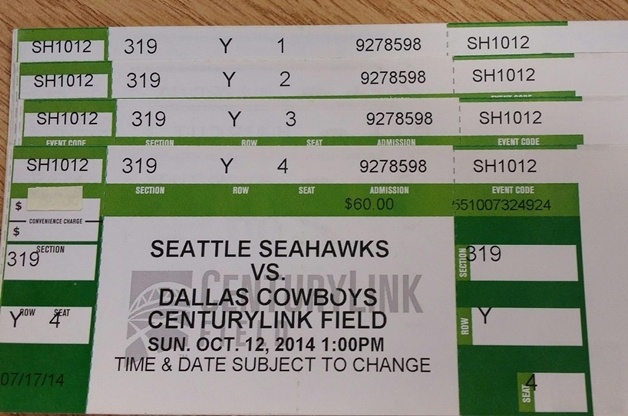 SH1012 319 Y 1 9278598 SH1012
SH1012 319 Y 2 9278598 SH1012
SH1012 319 Y 3 9278598 SH1012
EVENT CODE SECTION ROW SEAT ADMISSION EVENT CODE
SH1012 319 Y 4 9278598 SH1012
SECTION ROW SEAT ADMISSION EVENT CODE
$ $60.00 551007324924
CONVENIENCE CHARGE
$
SECTION
319
ROW SEAT
Y 4
07/17/14
SEATTLE SEAHAWKS
VS.
DALLAS COWBOYS
CENTURYLINK
FIELD
CENTURYLINK FIELD
SUN. OCT. 12, 2014 1:00PM
TIME & DATE SUBJECT TO CHANGE
SECTION 319
ROW Y
SEAT 4